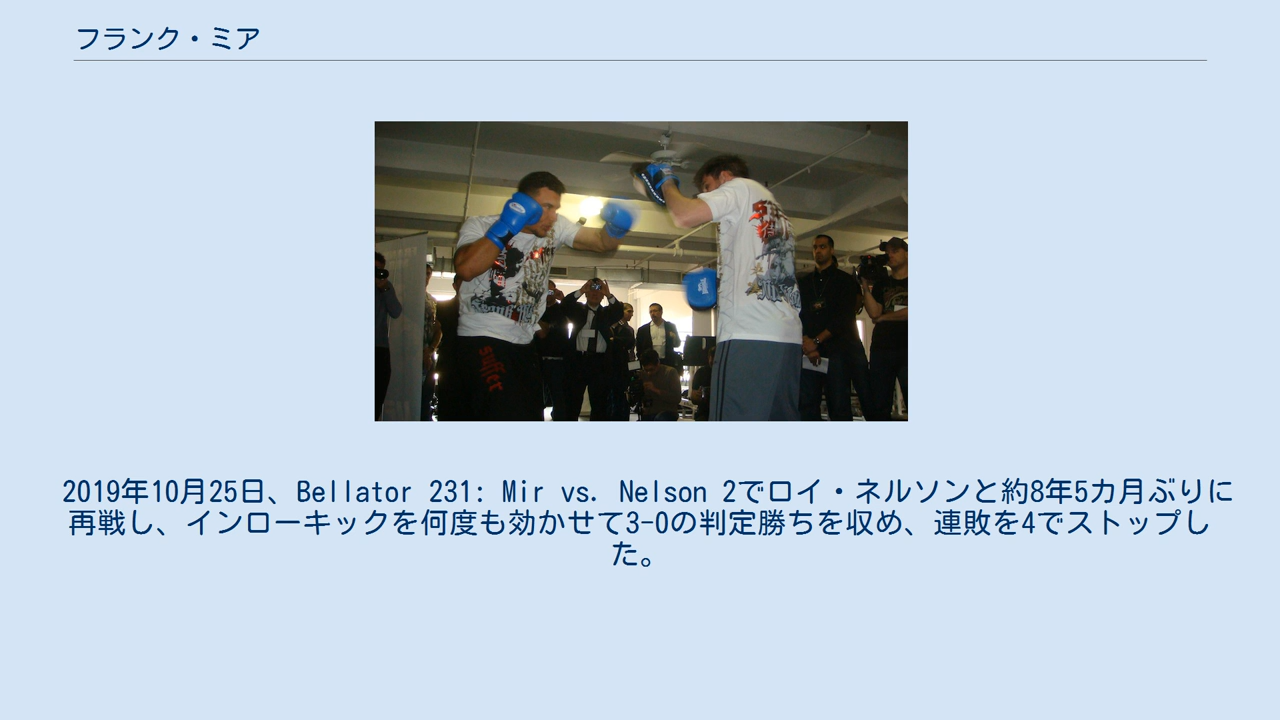 フランク・ミア
suffer
2019年10月25日、Bellator 231: Mir vs. Nelson 2でロイ・ネルソンと約8年5カ月ぶりに
再戦し、インローキックを何度も効かせて3-0の判定勝ちを収め、連敗を4でストップし
た。